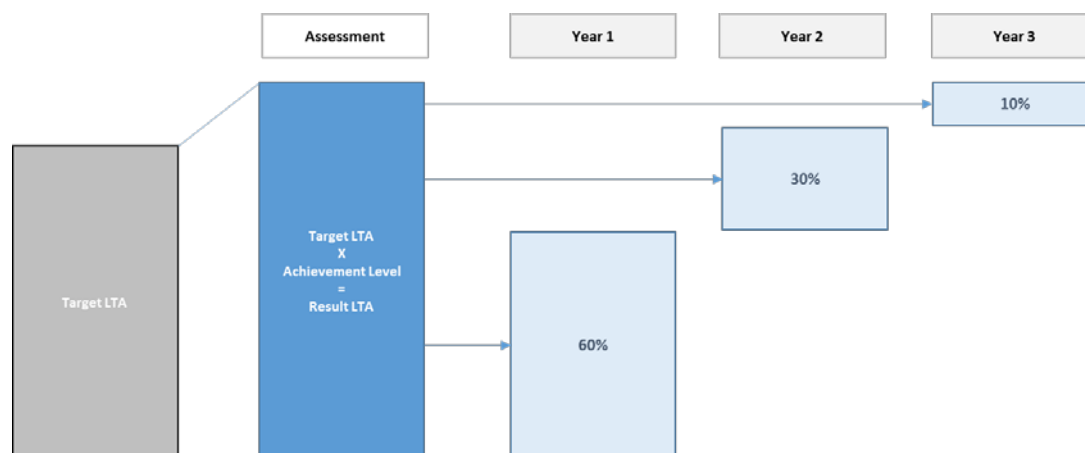 Assessment
Year 1
Year 2
Year 3
10%
30%
Target LTA
X
Achievement Level
=
Result LTA
Target LTA
60%